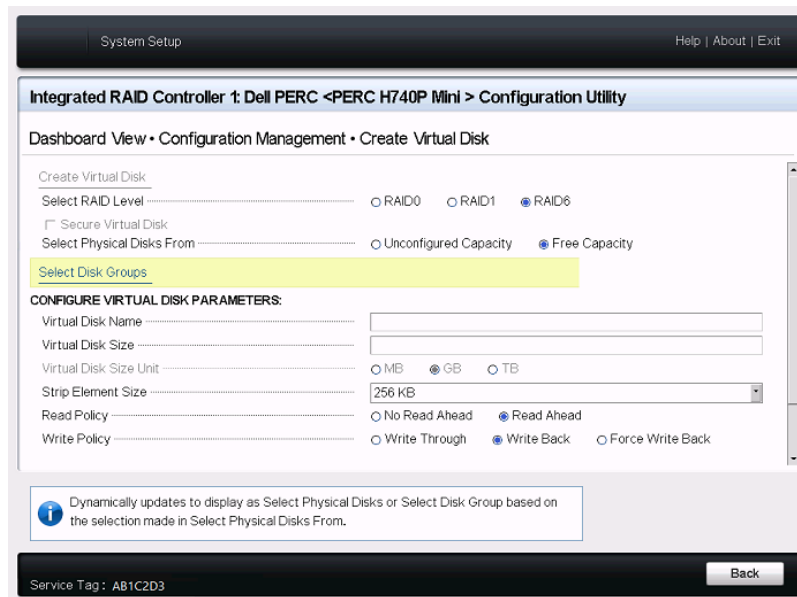 System Setup
Help | About | Exit
Integrated RAID Controller 1: Dell PERC <PERC H740P Mini > Configuration Utility
Dashboard View • Configuration Management • Create Virtual Disk
Create Virtual Disk
Select RAID Level RAID0 RAID1 RAID6
Secure Virtual Disk
Select Physical Disks From Unconfigured Capacity Free Capacity
Select Disk Groups
CONFIGURE VIRTUAL DISK PARAMETERS:
Virtual Disk Name
Virtual Disk Size
Virtual Disk Size Unit MB GB TB
Strip Element Size 256 KB
Read Policy No Read Ahead Read Ahead
Write Policy Write Through Write Back Force Write Back
Dynamically updates to display as Select Physical Disks or Select Disk Group based on
the selection made in Select Physical Disks From.
Back
Service Tag: AB1C2D3